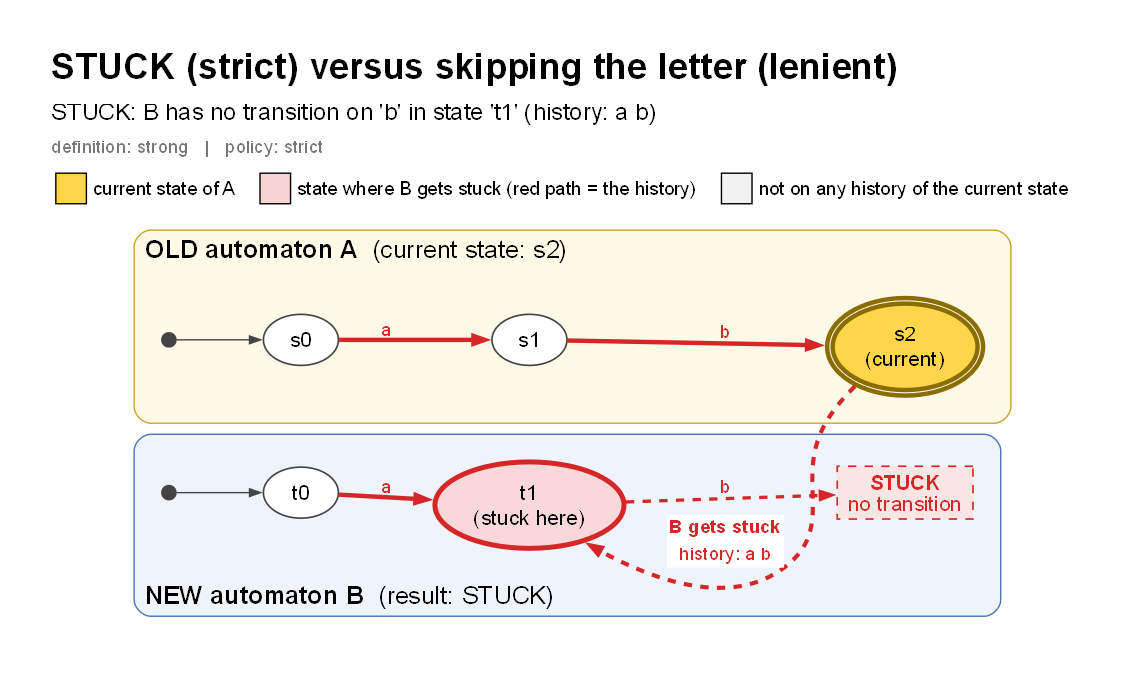 STUCK (strict) versus skipping the letter (lenient)
STUCK: B has no transition on 'b' in state 't1' (history: a b)
definition: strong | policy: strict
current state of A
state where B gets stuck (red path = the history)
not on any history of the current state
OLD automaton A (current state: s2)
s0
a
s1
b
s2
(current)
t0
a
t1
(stuck here)
b
STUCK
no transition
B gets stuck
history: a b
NEW automaton B (result: STUCK)